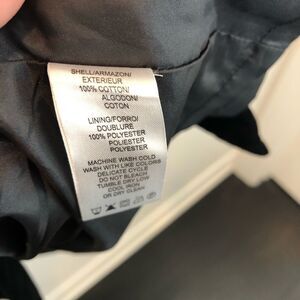 SHELL/ARMAZON/
EXTERIEUR
100% COTTON/
ALGODON/
COTON
LINING/FORRO/
DOUBLURE
100% POLYESTER
POLIESTER
POLYESTER
MACHINE WASH COLD
WASH WITH LIKE COLORS
DELICATE CYCLE
DO NOT BLEACH
TUMBLE DRY LOW
COOL IRON
OR DRY CLEAN